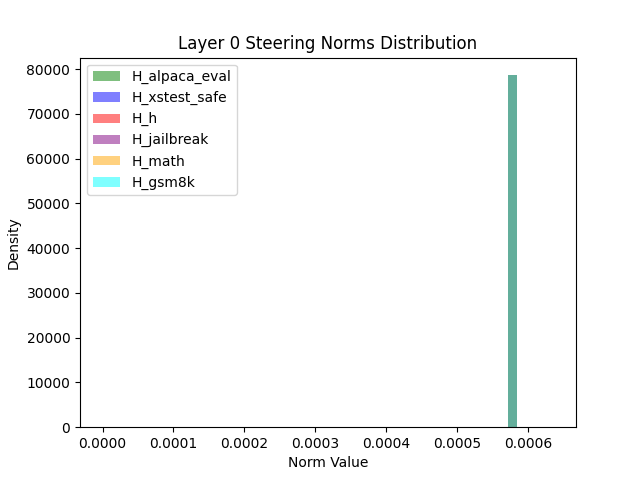 Layer 0 Steering Norms Distribution
H_alpaca_eval
H_xstest_safe
H_h
H_jailbreak
H_math
H_gsm8k
80000
70000
60000
50000
40000
30000
20000
10000
0
Density
0.0000 0.0001 0.0002 0.0003 0.0004 0.0005 0.0006
Norm Value